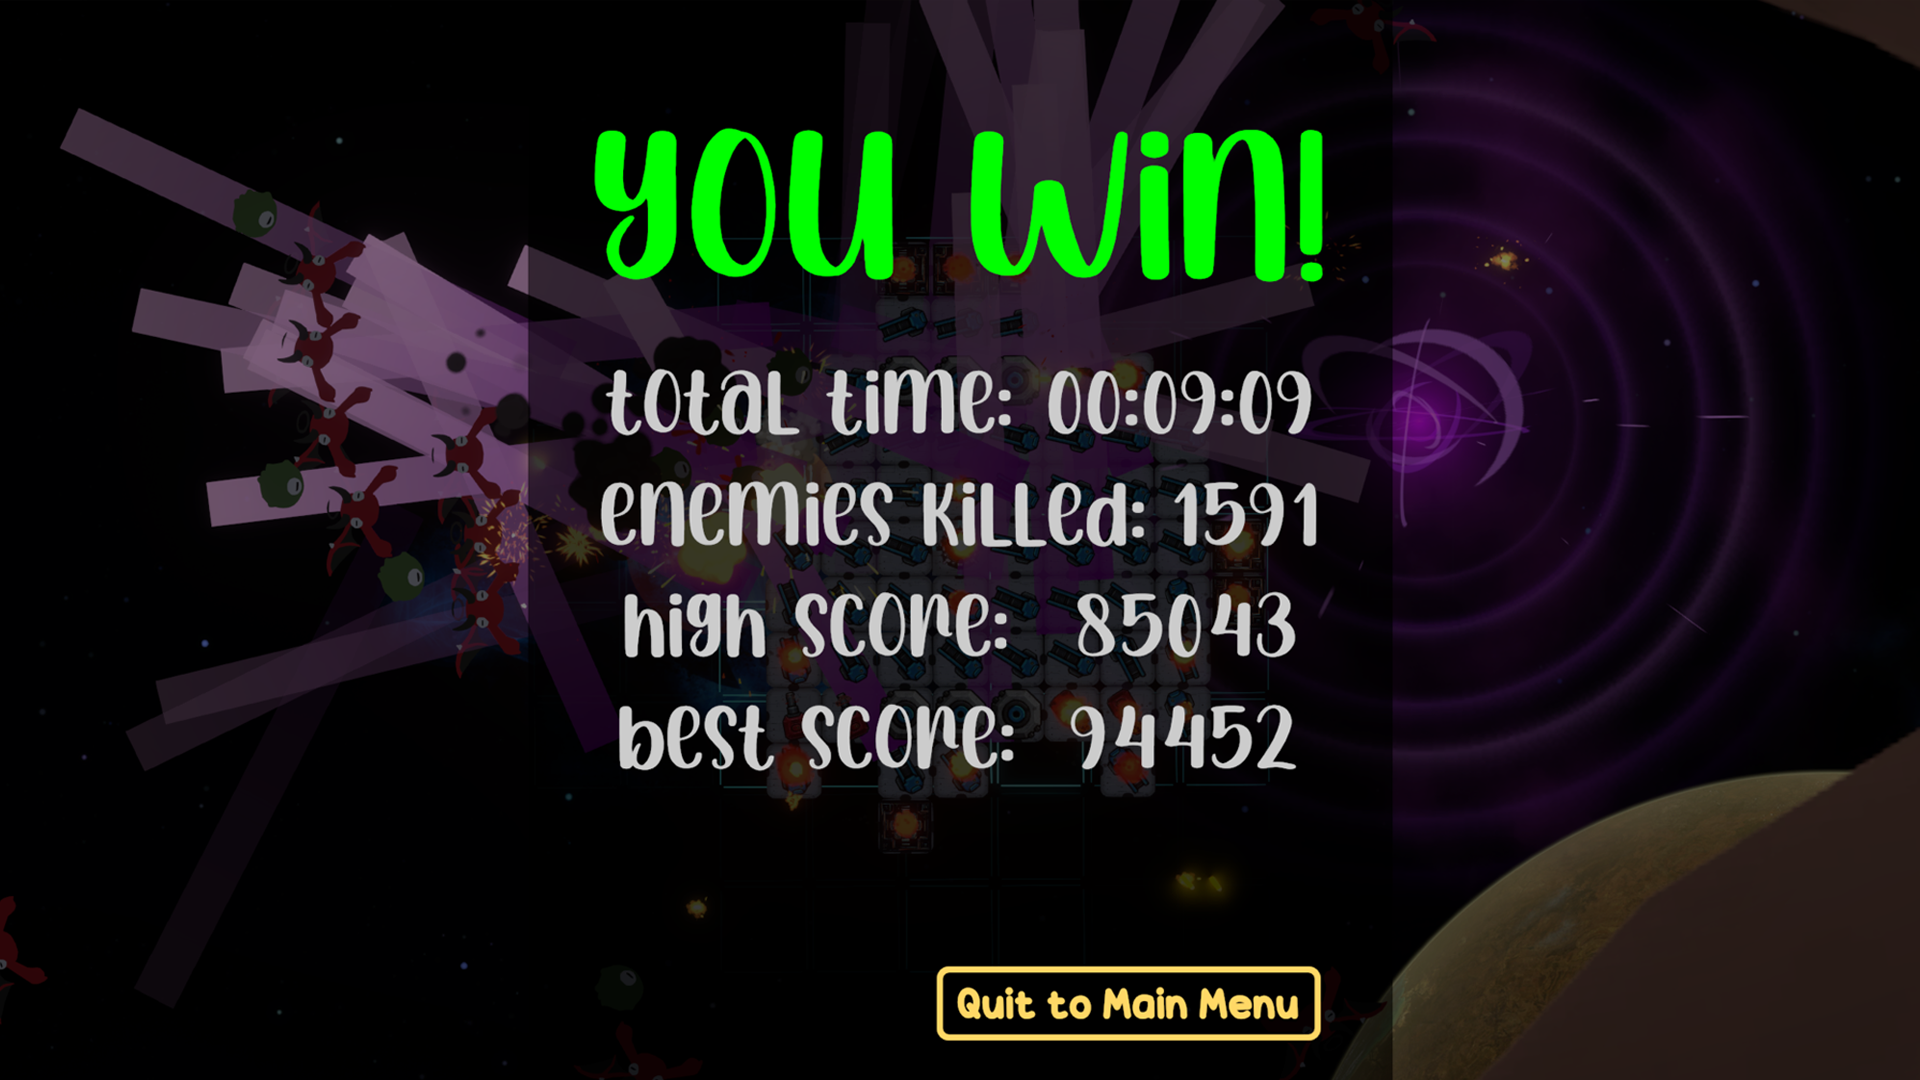 YOU WIN!
total time: 00:09:09
enemies killed: 1591
high score: 85043
best score: 94452
Quit to Main Menu